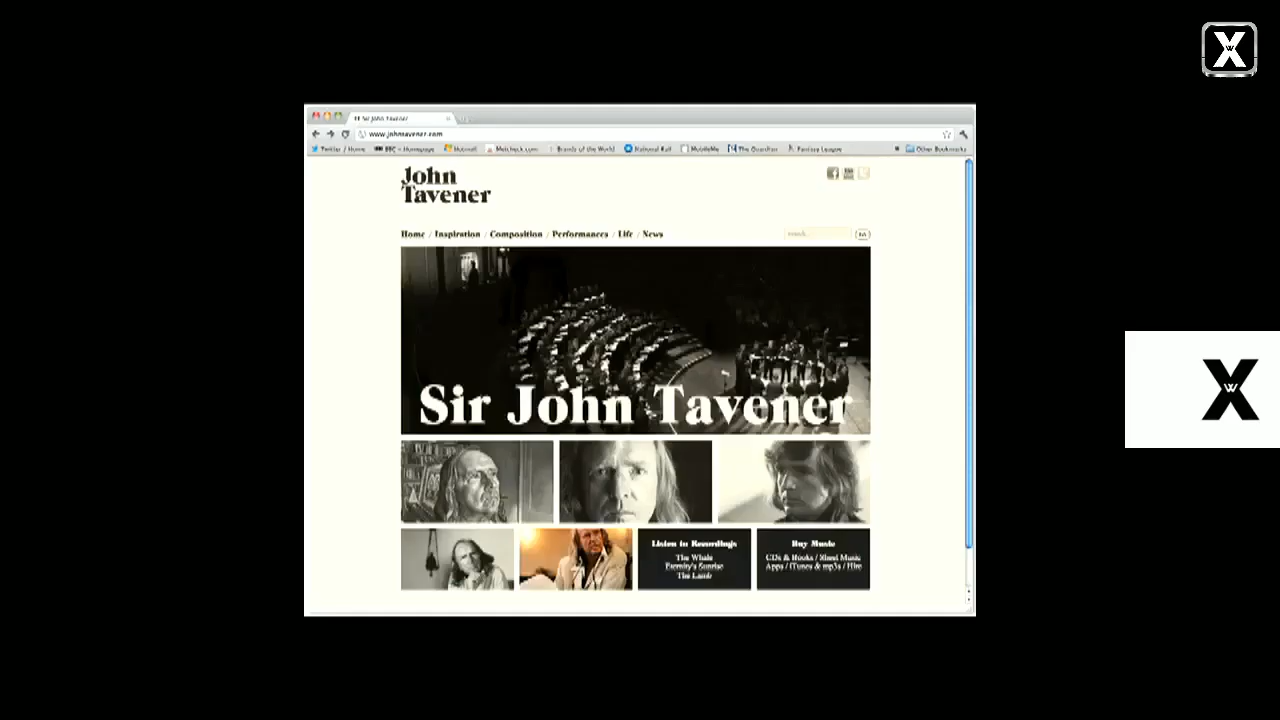 X
W
Sir John Tavener
www.johntavener.com
Twitter / Home BBC - Homepage Hotmail Metcheck.com Brands of the World National Rail MobileMe The Guardian Fantasy League Other Bookmarks
John
Tavener
Home / Inspiration / Composition / Performances / Life / News
Sir John Tavener
Listen to Recordings
The Whale
Eternity's Sunrise
The Lamb
Buy Music
CDs & Books / Sheet Music
Apps / iTunes & mp3s / Hire
X
W